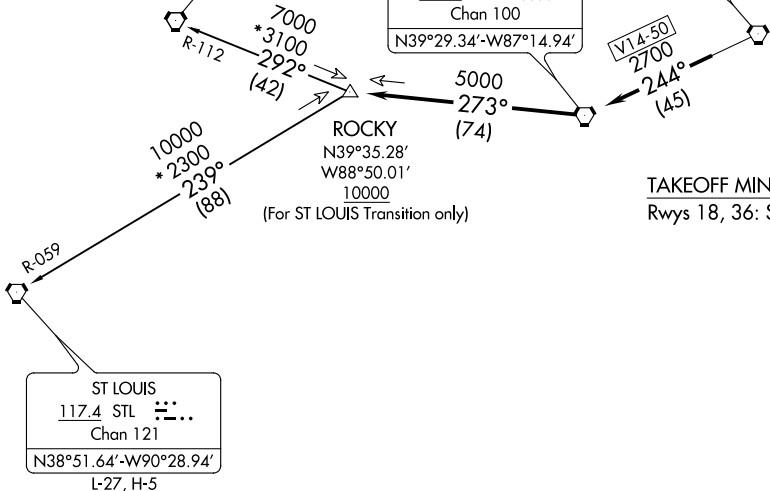 7000
*3100
292°
(42)
R-112
Chan 100
N39°29.34'-W87°14.94'
V14-50
2700
244°
(45)
5000
273°
(74)
ROCKY
N39°35.28'
W88°50.01'
10000
(For ST LOUIS Transition only)
10000
*2300
239°
(88)
R-059
TAKEOFF MIN
Rwys 18, 36: S
ST LOUIS
117.4 STL
Chan 121
N38°51.64'-W90°28.94'
L-27, H-5